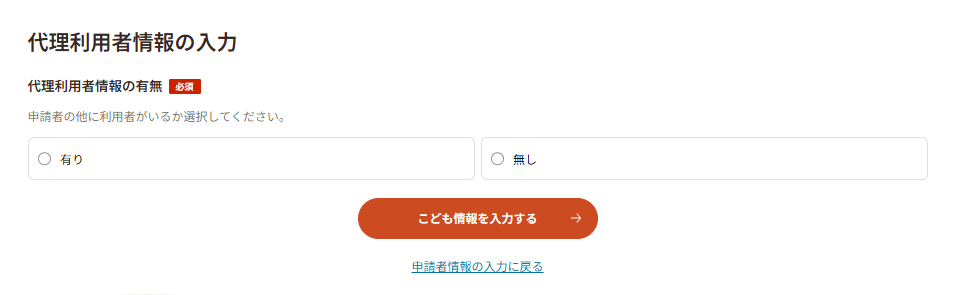 代理利用者情報の入力
代理利用者情報の有無 必須
申請者の他に利用者がいるか選択してください。
有り 無し
こども情報を入力する →
申請者情報の入力に戻る